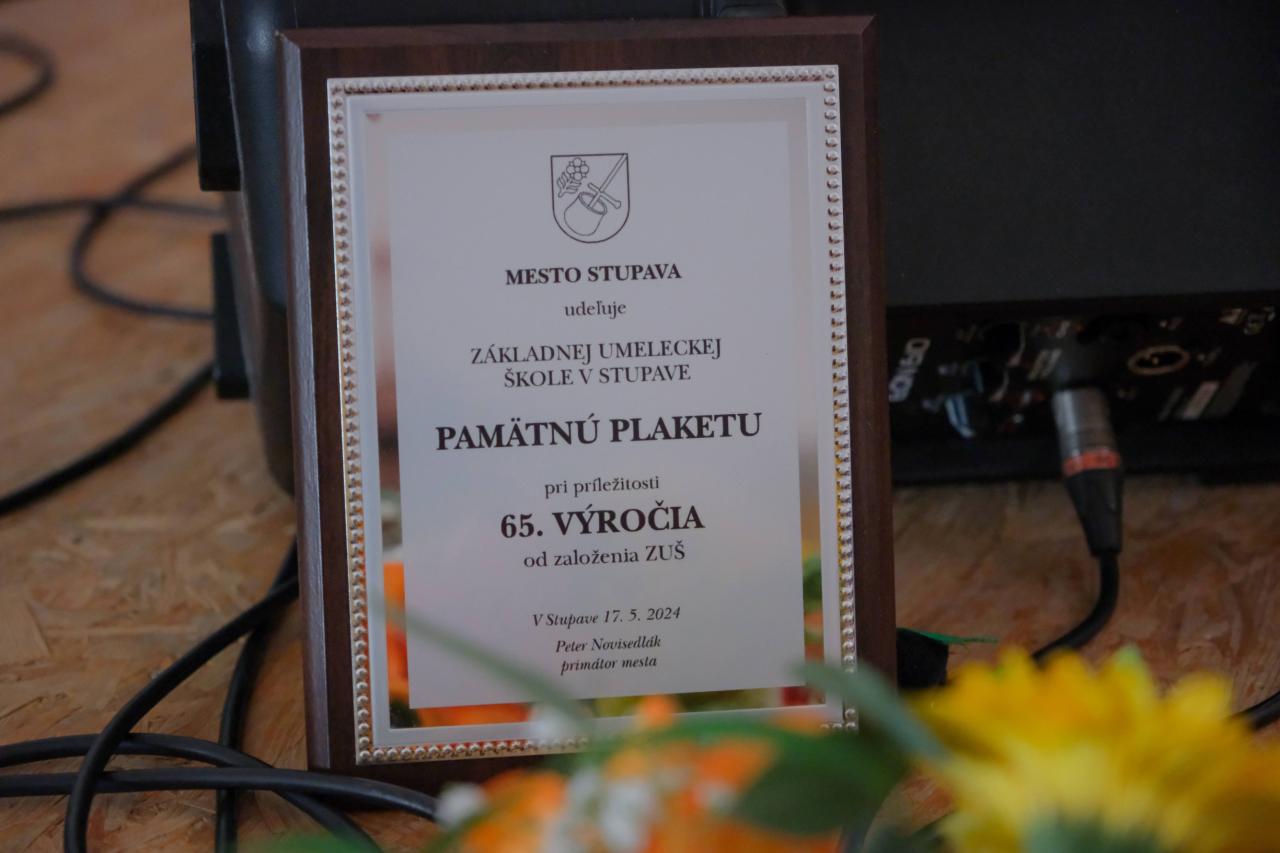 MESTO STUPAVA
udeľuje
ZÁKLADNEJ UMELECKEJ
ŠKOLE V STUPAVE
PAMÄTNÚ PLAKETU
pri príležitosti
65. VÝROČIA
od založenia ZUŠ
V Stupave 17. 5. 2024
Peter Novisedlák
primátor mesta